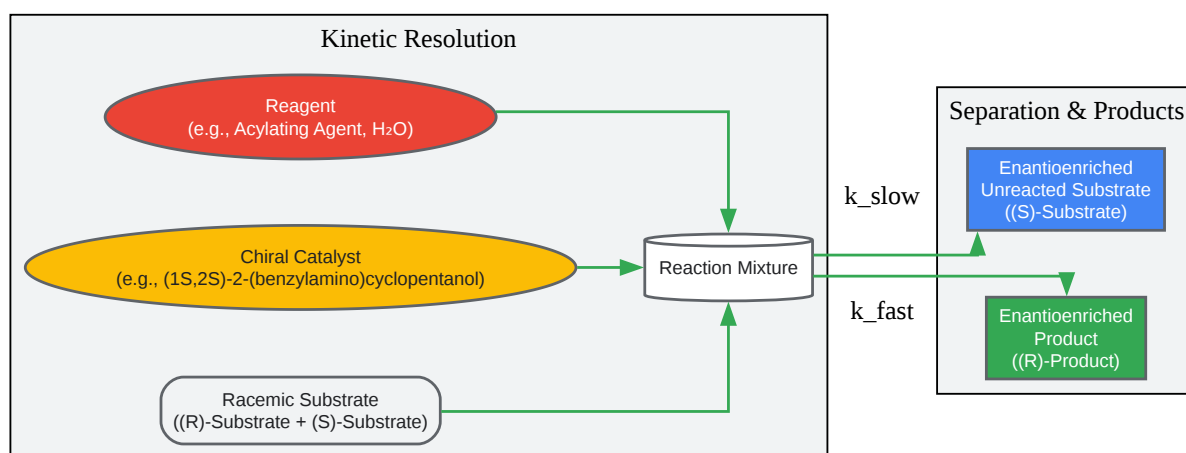 Kinetic Resolution
Reagent
(e.g., Acylating Agent, H₂O)
Chiral Catalyst
(e.g., (1S,2S)-2-(benzylamino)cyclopentanol)
Racemic Substrate
((R)-Substrate + (S)-Substrate)
Reaction Mixture
k_slow
k_fast
Separation & Products
Enantioenriched
Unreacted Substrate
((S)-Substrate)
Enantioenriched
Product
((R)-Product)